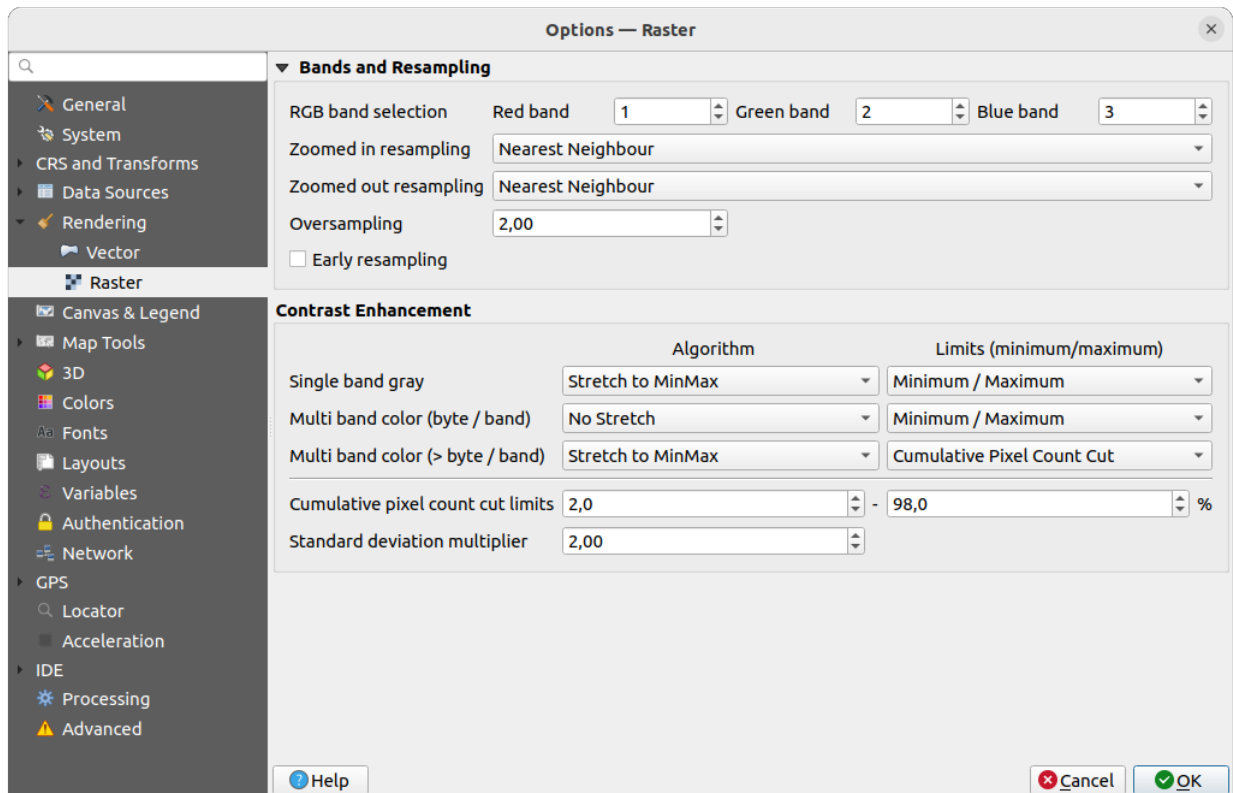 Options — Raster
General
System
CRS and Transforms
Data Sources
Rendering
Vector
Raster
Canvas & Legend
Map Tools
3D
Colors
Fonts
Layouts
Variables
Authentication
Network
GPS
Locator
Acceleration
IDE
Processing
Advanced
Bands and Resampling
RGB band selection Red band 1 Green band 2 Blue band 3
Zoomed in resampling Nearest Neighbour
Zoomed out resampling Nearest Neighbour
Oversampling 2,00
Early resampling
Contrast Enhancement
Algorithm Limits (minimum/maximum)
Single band gray Stretch to MinMax Minimum / Maximum
Multi band color (byte / band) No Stretch Minimum / Maximum
Multi band color (> byte / band) Stretch to MinMax Cumulative Pixel Count Cut
Cumulative pixel count cut limits 2,0 - 98,0 %
Standard deviation multiplier 2,00
Help Cancel OK